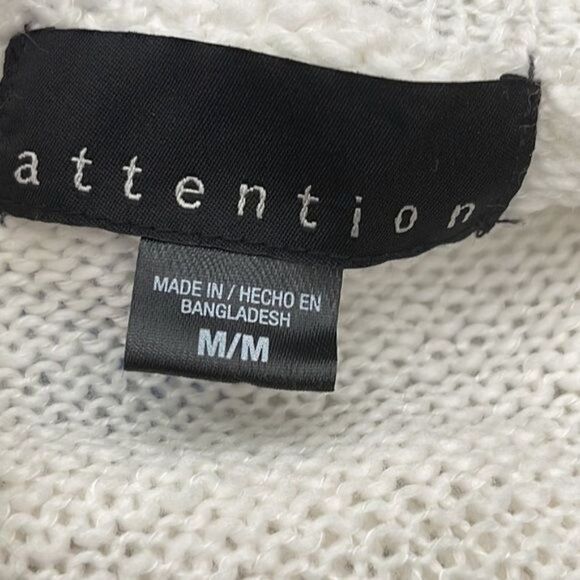 attention
MADE IN / HECHO EN
BANGLADESH
M/M